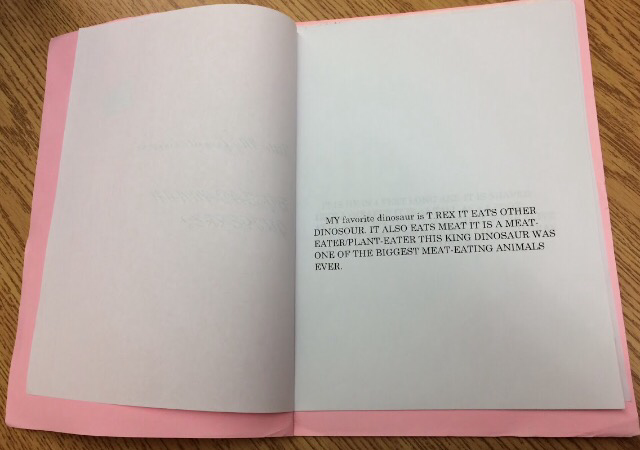 MY favorite dinosaur is T REX IT EATS OTHER
DINOSOUR. IT ALSO EATS MEAT IT IS A MEAT-
EATER/PLANT-EATER THIS KING DINOSAUR WAS
ONE OF THE BIGGEST MEAT-EATING ANIMALS
EVER.